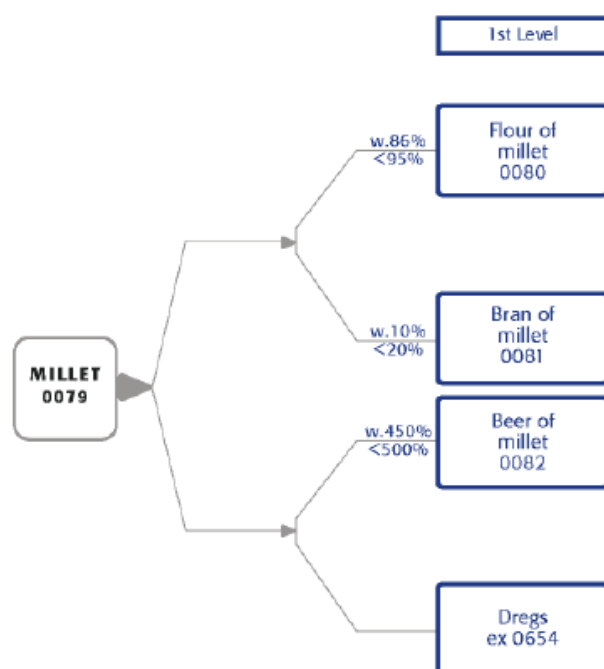 1st Level
w.86%
<95%
Flour of
millet
0080
w.10%
<20%
Bran of
millet
0081
MILLET
0079
w.450%
<500%
Beer of
millet
0082
Dregs
ex 0654